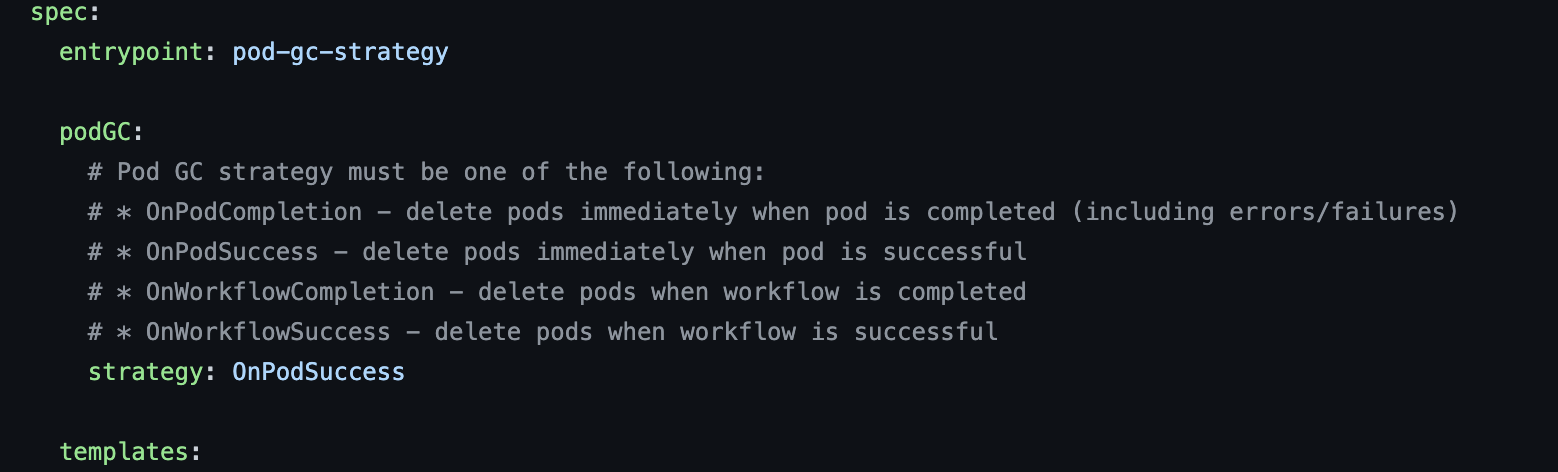 spec:
entrypoint: pod-gc-strategy
podGC:
# Pod GC strategy must be one of the following:
# * OnPodCompletion - delete pods immediately when pod is completed (including errors/failures)
# * OnPodSuccess - delete pods immediately when pod is successful
# * OnWorkflowCompletion - delete pods when workflow is completed
# * OnWorkflowSuccess - delete pods when workflow is successful
strategy: OnPodSuccess
templates: